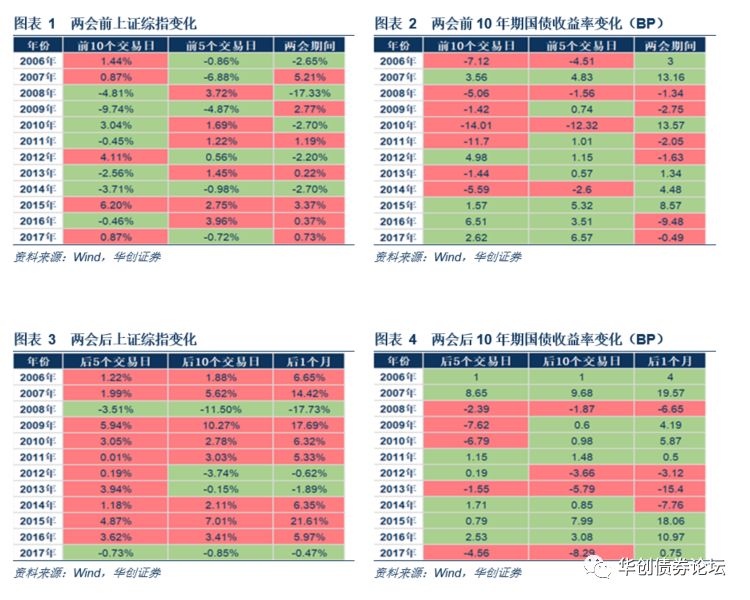 图表 1 两会前上证综指变化
年份 前10个交易日 前5个交易日 两会期间
2006年 1.44% -0.86% -2.65%
2007年 0.87% -6.88% 5.21%
2008年 -4.81% 3.72% -17.33%
2009年 -9.74% -4.87% 2.77%
2010年 3.04% 1.69% -2.70%
2011年 -0.45% 1.22% 1.19%
2012年 4.11% 0.56% -2.20%
2013年 -2.56% 1.45% 0.22%
2014年 -3.71% -0.98% -2.70%
2015年 6.20% 2.75% 3.37%
2016年 -0.46% 3.96% 0.37%
2017年 0.87% -0.72% 0.73%
资料来源：Wind，华创证券
图表 2 两会前 10 年期国债收益率变化（BP）
年份 前10个交易日 前5个交易日 两会期间
2006年 -7.12 -4.51 3
2007年 3.56 4.83 13.16
2008年 -5.06 -1.56 -1.34
2009年 -1.42 0.74 -2.75
2010年 -14.01 -12.32 13.57
2011年 -11.7 1.01 -2.05
2012年 4.98 1.15 -1.63
2013年 -1.44 0.57 1.34
2014年 -5.59 -2.6 4.48
2015年 1.57 5.32 8.57
2016年 6.51 3.51 -9.48
2017年 2.62 6.57 -0.49
资料来源：Wind，华创证券
图表 3 两会后上证综指变化
年份 后5个交易日 后10个交易日 后1个月
2006年 1.22% 1.88% 6.65%
2007年 1.99% 5.62% 14.42%
2008年 -3.51% -11.50% -17.73%
2009年 5.94% 10.27% 17.69%
2010年 3.05% 2.78% 6.32%
2011年 0.01% 3.03% 5.33%
2012年 0.19% -3.74% -0.62%
2013年 3.94% -0.15% -1.89%
2014年 1.18% 2.11% 6.35%
2015年 4.87% 7.01% 21.61%
2016年 3.62% 3.41% 5.97%
2017年 -0.73% -0.85% -0.47%
资料来源：Wind，华创证券
图表 4 两会后 10 年期国债收益率变化（BP）
年份 后5个交易日 后10个交易日 后1个月
2006年 1 1 4
2007年 8.65 9.68 19.57
2008年 -2.39 -1.87 -6.65
2009年 -7.62 0.6 4.19
2010年 -6.79 0.98 5.87
2011年 1.15 1.48 0.5
2012年 0.19 -3.66 -3.12
2013年 -1.55 -5.79 -15.4
2014年 1.71 0.85 -7.76
2015年 0.79 7.99 18.06
2016年 2.53 3.08 10.97
2017年 -4.56 -8.29 0.75
资料来源：Wind，华创证券
华创债券论坛